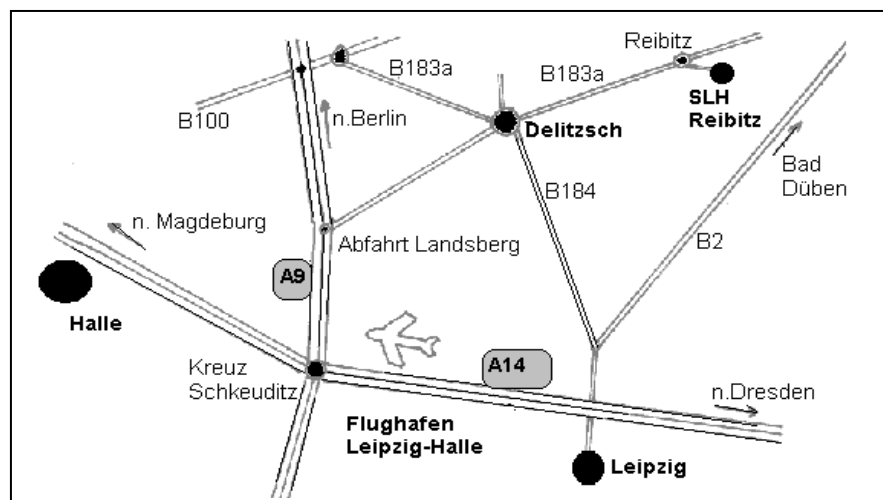 Reibitz
B183a
B183a
SLH
Reibitz
B100
n.Berlin
Delitzsch
Bad
Düben
B184
n. Magdeburg
Abfahrt Landsberg
B2
A9
Halle
Kreuz
Schkeuditz
A14
n.Dresden
Flughafen
Leipzig-Halle
Leipzig